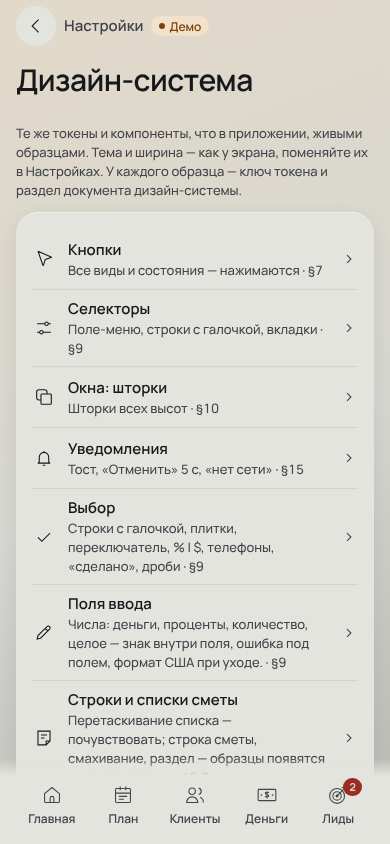 Настройки
Демо
Дизайн-система
Те же токены и компоненты, что в приложении, живыми
образцами. Тема и ширина — как у экрана, поменяйте их
в Настройках. У каждого образца — ключ токена и
раздел документа дизайн-системы.
Кнопки
Все виды и состояния — нажимаются · §7
Селекторы
Поле-меню, строки с галочкой, вкладки ·
§9
Окна: шторки
Шторки всех высот · §10
Уведомления
Тост, «Отменить» 5 с, «нет сети» · §15
Выбор
Строки с галочкой, плитки,
переключатель, % | $, телефоны,
«сделано», дроби · §9
Поля ввода
Числа: деньги, проценты, количество,
целое — знак внутри поля, ошибка под
полем, формат США при уходе. · §9
Строки и списки сметы
Перетаскивание списка —
почувствовать; строка сметы,
смахивание, раздел — образцы появятся
2
Главная
План
Клиенты
Деньги
Лиды